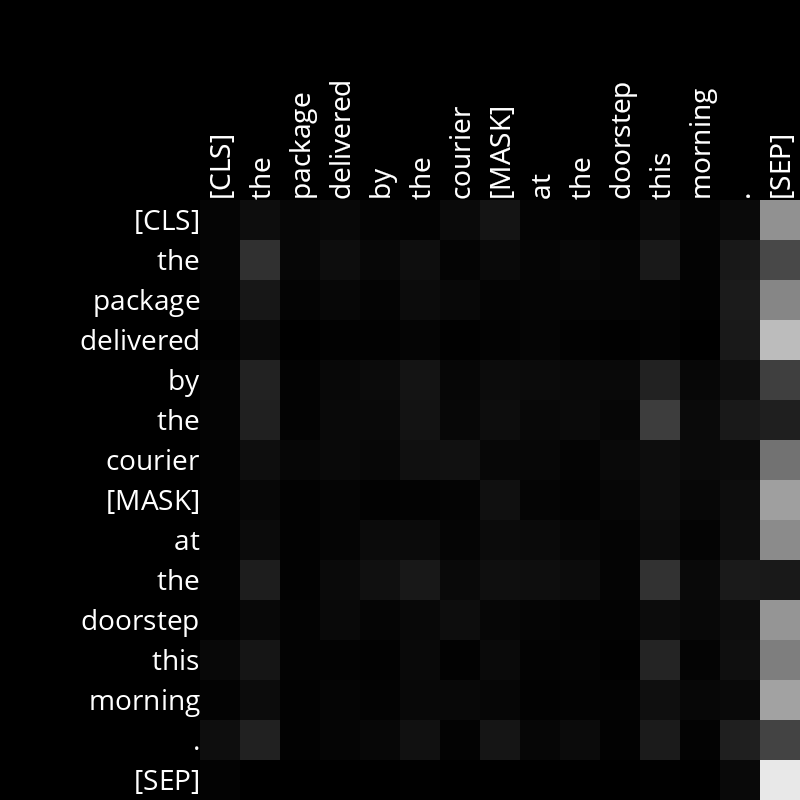 [CLS] the package delivered by the courier [MASK] at the doorstep this morning . [SEP]
[CLS]
the
package
delivered
by
the
courier
[MASK]
at
the
doorstep
this
morning
.
[SEP]